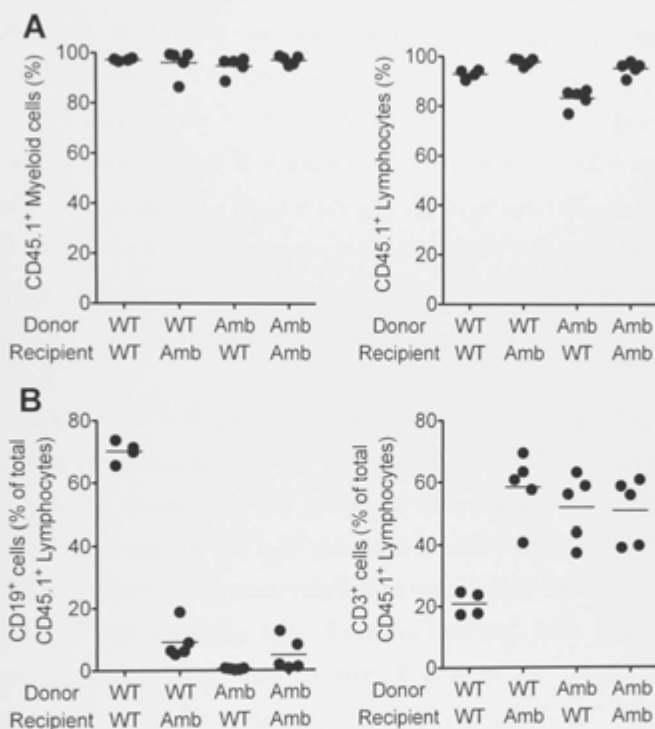 A
CD45.1⁺ Myeloid cells (%)
100
80
60
40
20
0
Donor WT WT Amb Amb
Recipient WT Amb WT Amb
CD45.1⁺ Lymphocytes (%)
100
80
60
40
20
0
Donor WT WT Amb Amb
Recipient WT Amb WT Amb
B
CD19⁺ cells (% of total
CD45.1⁺ Lymphocytes)
80
60
40
20
0
Donor WT WT Amb Amb
Recipient WT Amb WT Amb
CD3⁺ cells (% of total
CD45.1⁺ Lymphocytes)
80
60
40
20
0
Donor WT WT Amb Amb
Recipient WT Amb WT Amb